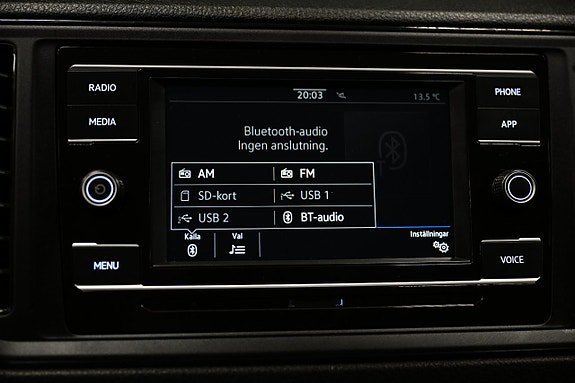 RADIO
MEDIA
MENU
20:03
13.5 °C
Bluetooth-audio
Ingen anslutning.
AM FM
SD-kort USB 1
USB 2 BT-audio
Källa Val Inställningar
PHONE
APP
VOICE